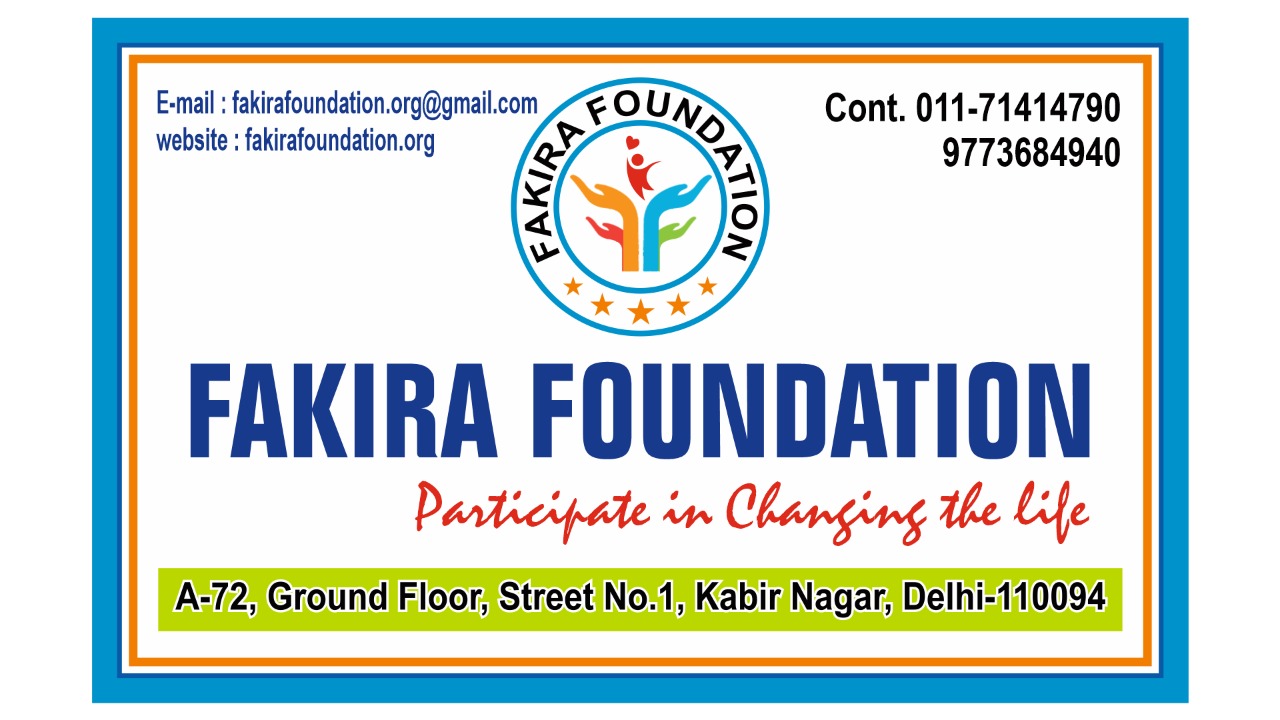 E-mail : fakirafoundation.org@gmail.com
website : fakirafoundation.org
Cont. 011-71414790
9773684940
FAKIRA FOUNDATION
FAKIRA FOUNDATION
Participate in Changing the life
A-72, Ground Floor, Street No.1, Kabir Nagar, Delhi-110094